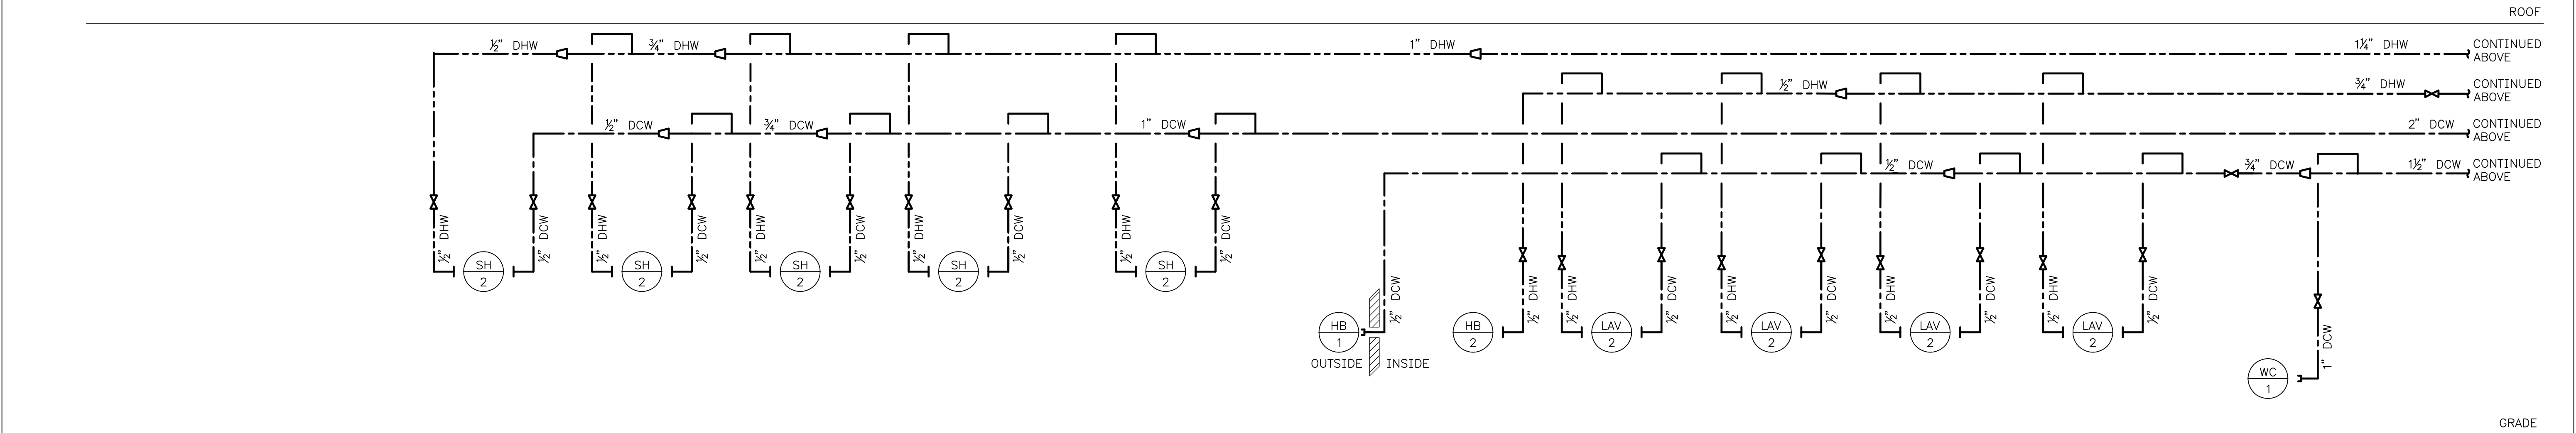 ROOF
½" DHW
¾" DHW
1" DHW
1¼" DHW
CONTINUED
ABOVE
½" DHW
¾" DHW
CONTINUED
ABOVE
½" DCW
¾" DCW
1" DCW
2" DCW
CONTINUED
ABOVE
½" DCW
¾" DCW
1½" DCW
CONTINUED
ABOVE
½" DHW
SH
2
½" DCW
½" DHW
SH
2
½" DCW
½" DHW
SH
2
½" DCW
½" DHW
SH
2
½" DCW
½" DHW
SH
2
½" DCW
HB
1
½" DCW
OUTSIDE
INSIDE
HB
2
½" DHW
½" DHW
LAV
2
½" DCW
½" DHW
LAV
2
½" DCW
½" DHW
LAV
2
½" DCW
½" DHW
LAV
2
½" DCW
WC
1
1" DCW
GRADE